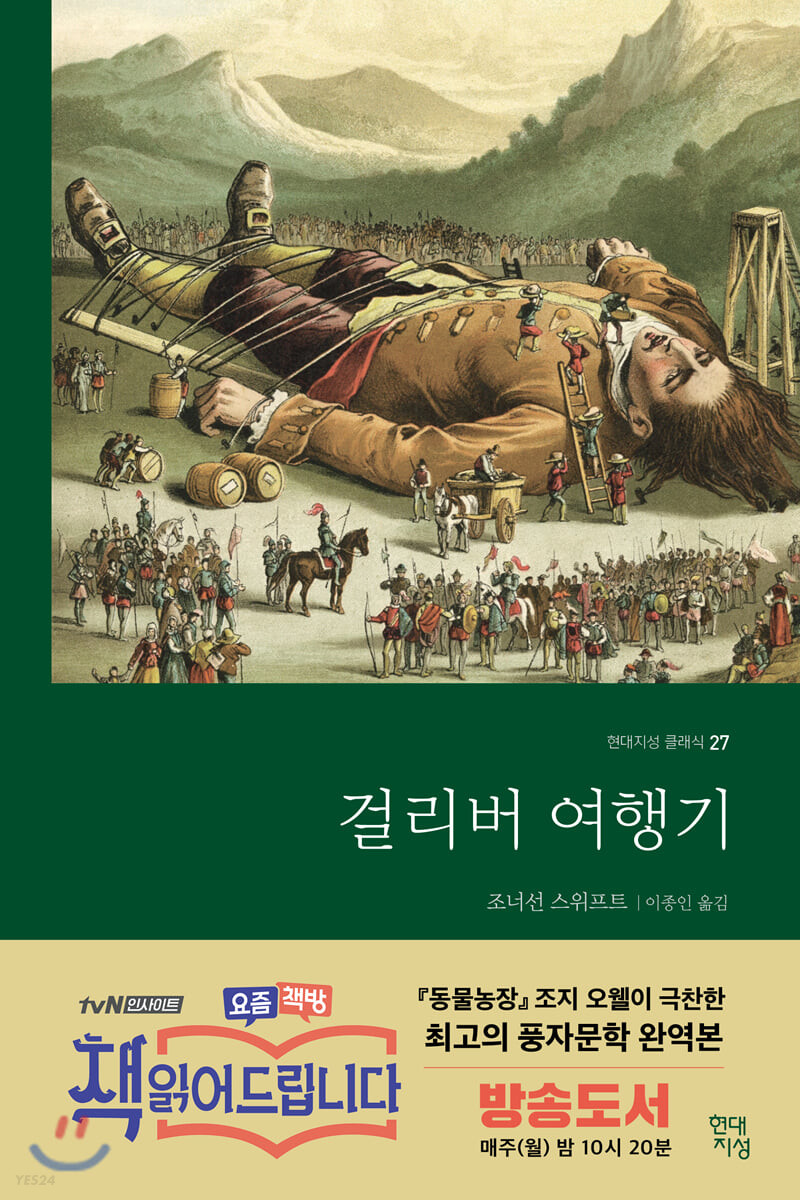 현대지성 클래식 27
걸리버 여행기
조너선 스위프트 | 이종인 옮김
tvN 인사이트
요즘 책방
책 읽어드립니다
『동물농장』 조지 오웰이 극찬한
최고의 풍자문학 완역본
방송도서
매주(월) 밤 10시 20분
현대
지성
YES24